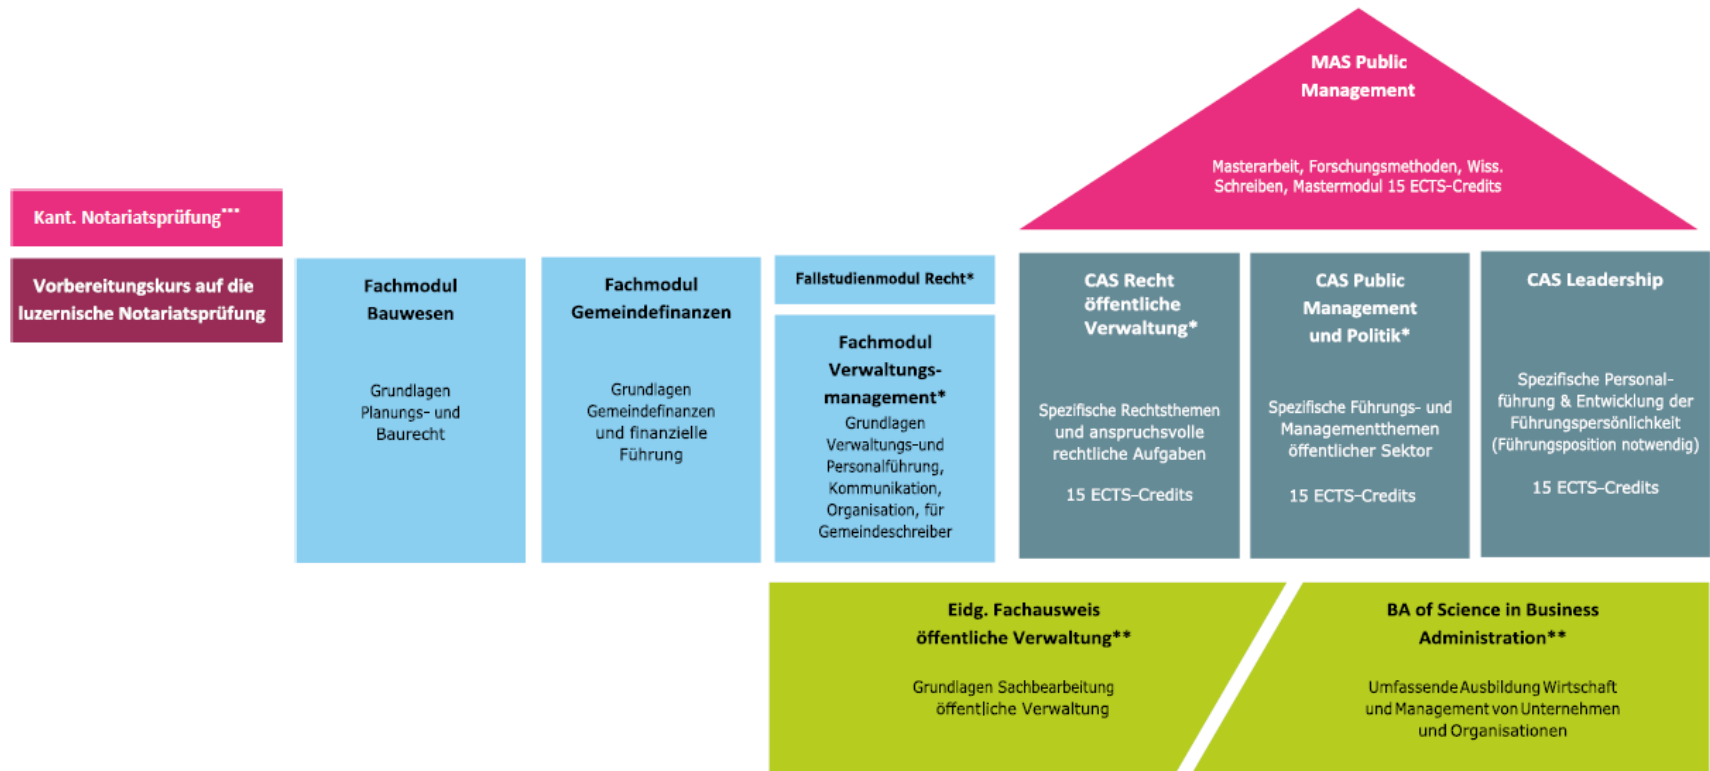 MAS Public
Management
Masterarbeit, Forschungsmethoden, Wiss.
Schreiben, Mastermodul 15 ECTS-Credits
Kant. Notariatsprüfung***
Vorbereitungskurs auf die
luzernische Notariatsprüfung
Fachmodul
Bauwesen
Grundlagen
Planungs- und
Baurecht
Fachmodul
Gemeindefinanzen
Grundlagen
Gemeindefinanzen
und finanzielle
Führung
Fallstudienmodul Recht*
Fachmodul
Verwaltungs-
management*
Grundlagen
Verwaltungs-und
Personalführung,
Kommunikation,
Organisation, für
Gemeindeschreiber
CAS Recht
öffentliche
Verwaltung*
Spezifische Rechtsthemen
und anspruchsvolle
rechtliche Aufgaben
15 ECTS-Credits
CAS Public
Management
und Politik*
Spezifische Führungs- und
Managementthemen
öffentlicher Sektor
15 ECTS-Credits
CAS Leadership
Spezifische Personal-
führung & Entwicklung der
Führungspersönlichkeit
(Führungsposition notwendig)
15 ECTS-Credits
Eidg. Fachausweis
öffentliche Verwaltung**
Grundlagen Sachbearbeitung
öffentliche Verwaltung
BA of Science in Business
Administration**
Umfassende Ausbildung Wirtschaft
und Management von Unternehmen
und Organisationen